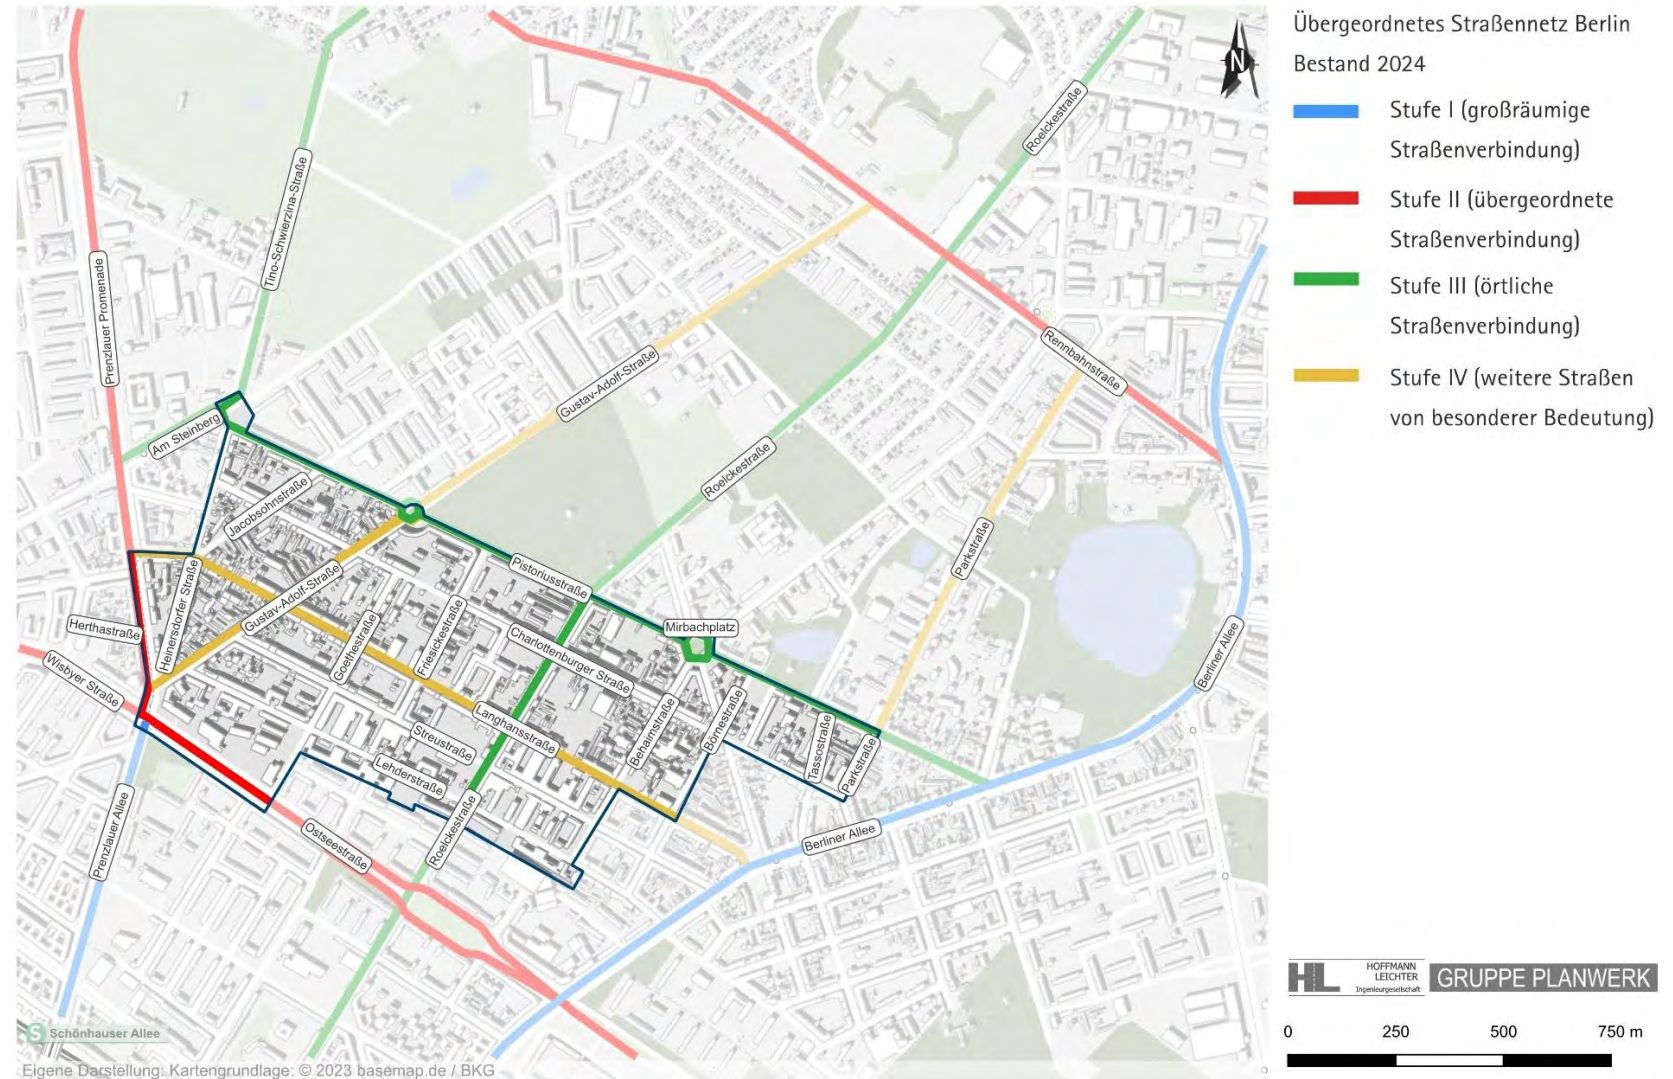 Übergeordnetes Straßennetz Berlin
Bestand 2024
Stufe I (großräumige
Straßenverbindung)
Stufe II (übergeordnete
Straßenverbindung)
Stufe III (örtliche
Straßenverbindung)
Stufe IV (weitere Straßen
von besonderer Bedeutung)
N
Roelckestraße
Tino-Schwierzina-Straße
Prenzlauer Promenade
Rennbahnstraße
Gustav-Adolf-Straße
Am Steinberg
Roelckestraße
Jacobsohnstraße
Parkstraße
Pistoriusstraße
Gustav-Adolf-Straße
Heinersdorfer Straße
Herthastraße
Goethestraße
Friesickestraße
Charlottenburger Straße
Mirbachplatz
Berliner Allee
Wisbyer Straße
Langhansstraße
Behaimstraße
Börnestraße
Streustraße
Tassostraße
Parkstraße
Lehderstraße
Prenzlauer Allee
Roelckestraße
Ostseestraße
Berliner Allee
S Schönhauser Allee
Eigene Darstellung: Kartengrundlage: © 2023 basemap.de / BKG
HL
HOFFMANN
LEICHTER
Ingenieurgesellschaft
GRUPPE PLANWERK
0 250 500 750 m